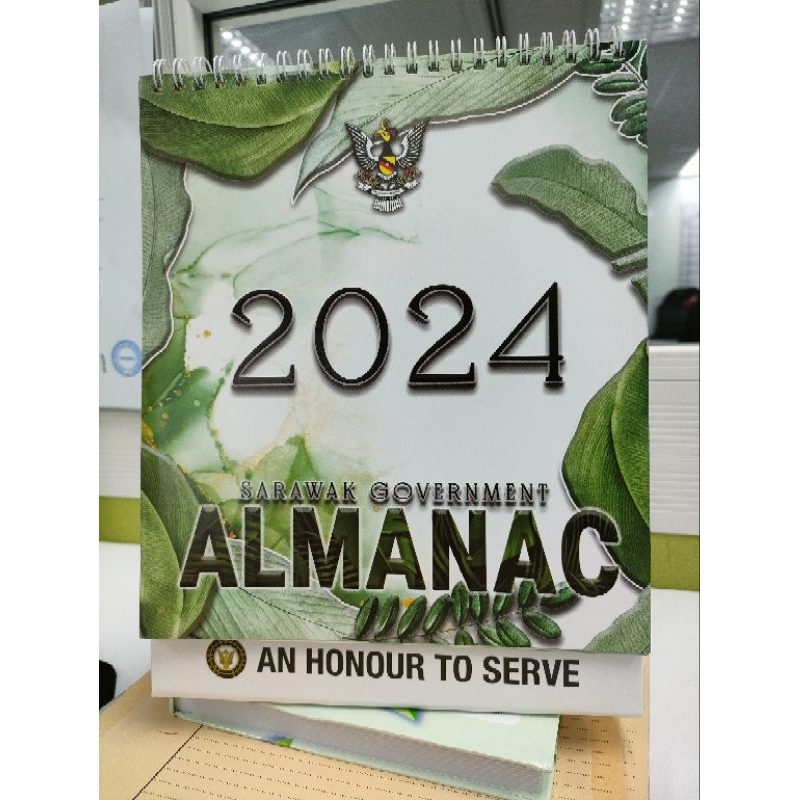 2024
SARAWAK GOVERNMENT
ALMANAC
AN HONOUR TO SERVE